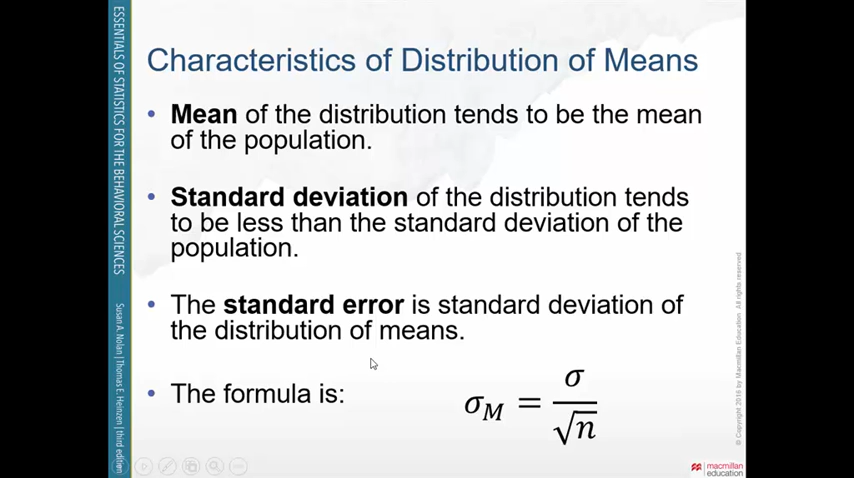 Characteristics of Distribution of Means
• Mean of the distribution tends to be the mean
of the population.
• Standard deviation of the distribution tends
to be less than the standard deviation of the
population.
• The standard error is standard deviation of
the distribution of means.
• The formula is:
σ_M = σ / √n
ESSENTIALS OF STATISTICS FOR THE BEHAVIORAL SCIENCES
Susan A. Nolan | Thomas E. Heinzen | third edition
© Copyright 2016 by Macmillan Education All rights reserved
macmillan
education